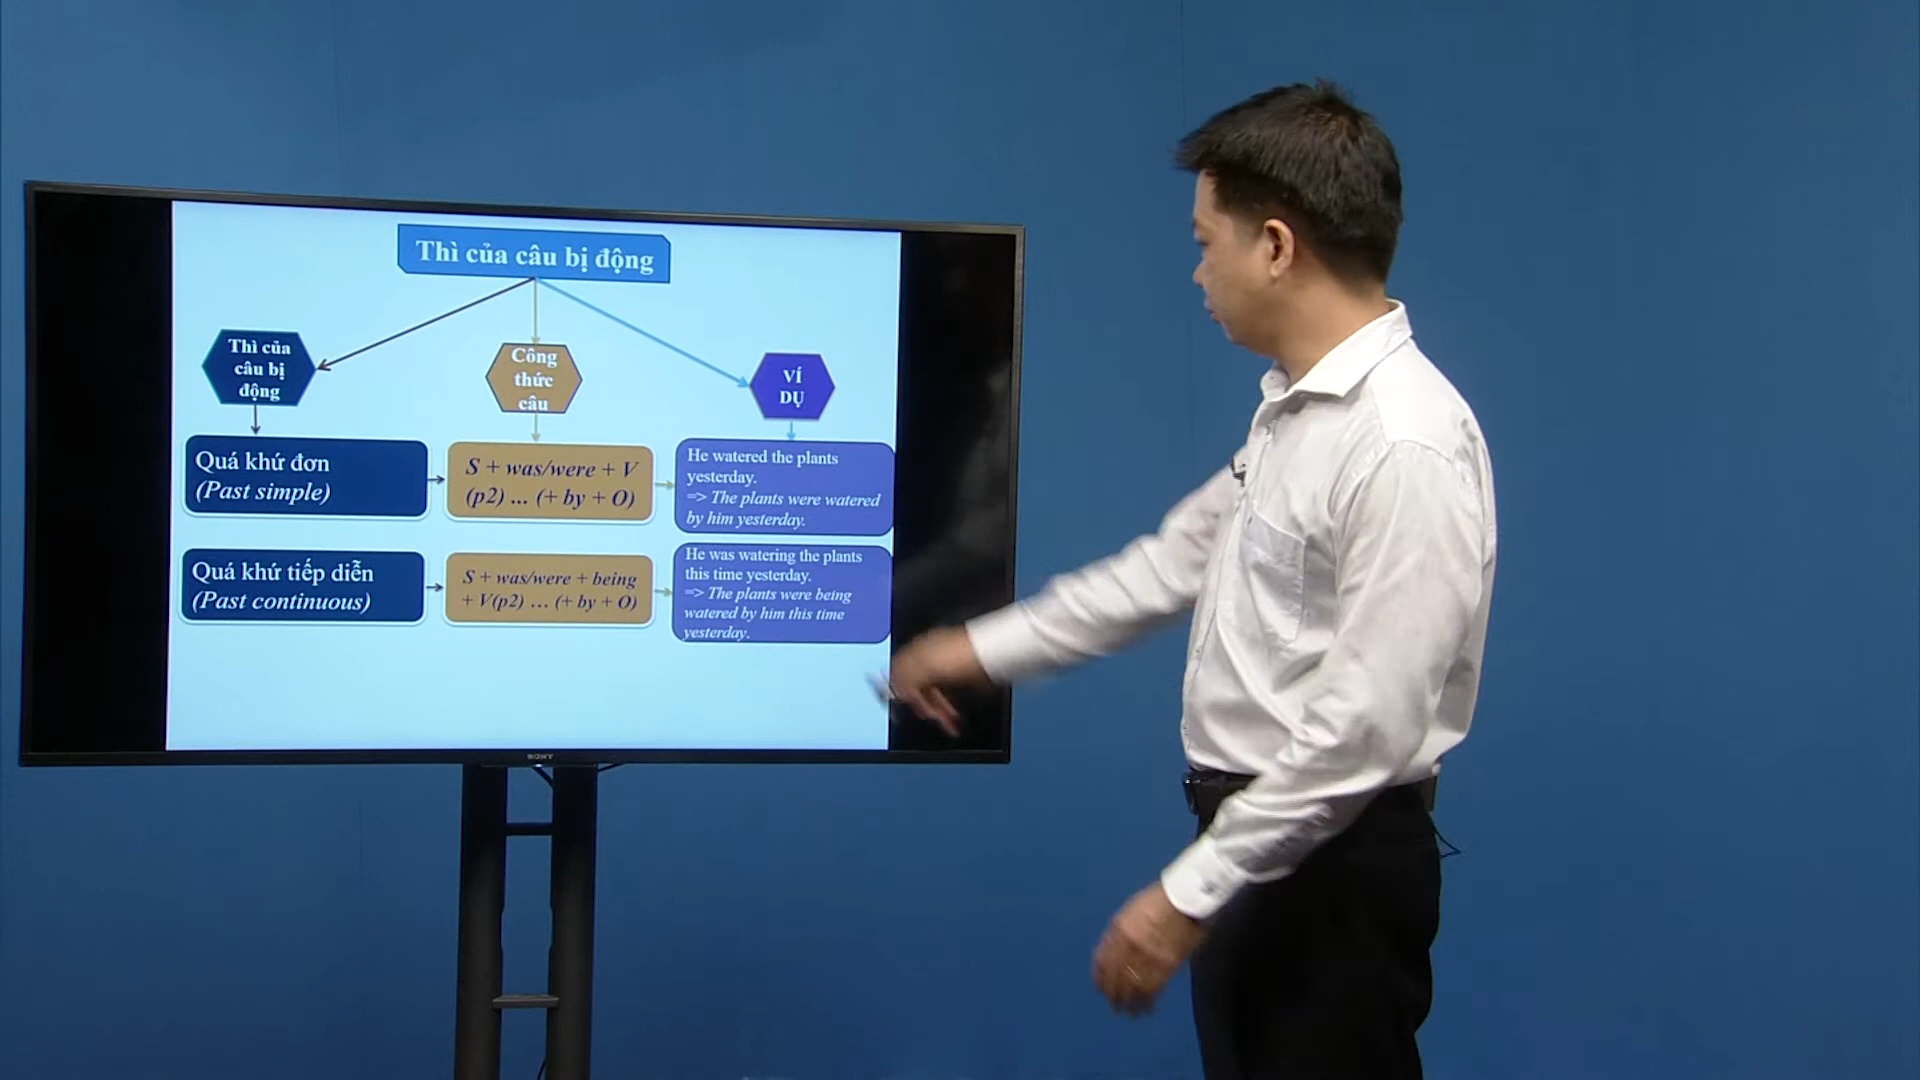 Thì của câu bị động
Thì của
câu bị
động
Công
thức
câu
VÍ
DỤ
Quá khứ đơn
(Past simple)
S + was/were + V
(p2) ... (+ by + O)
He watered the plants
yesterday.
=> The plants were watered
by him yesterday.
Quá khứ tiếp diễn
(Past continuous)
S + was/were + being
+ V(p2) ... (+ by + O)
He was watering the plants
this time yesterday.
=> The plants were being
watered by him this time
yesterday.
SONY